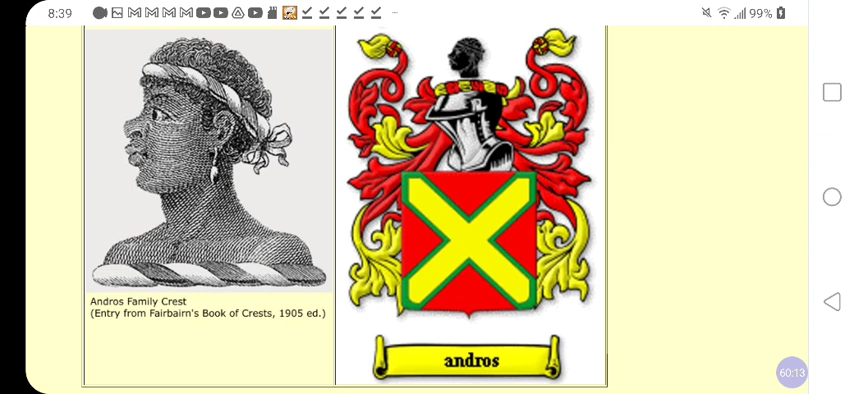 8:39
99%
Andros Family Crest
(Entry from Fairbairn's Book of Crests, 1905 ed.)
andros
60:13